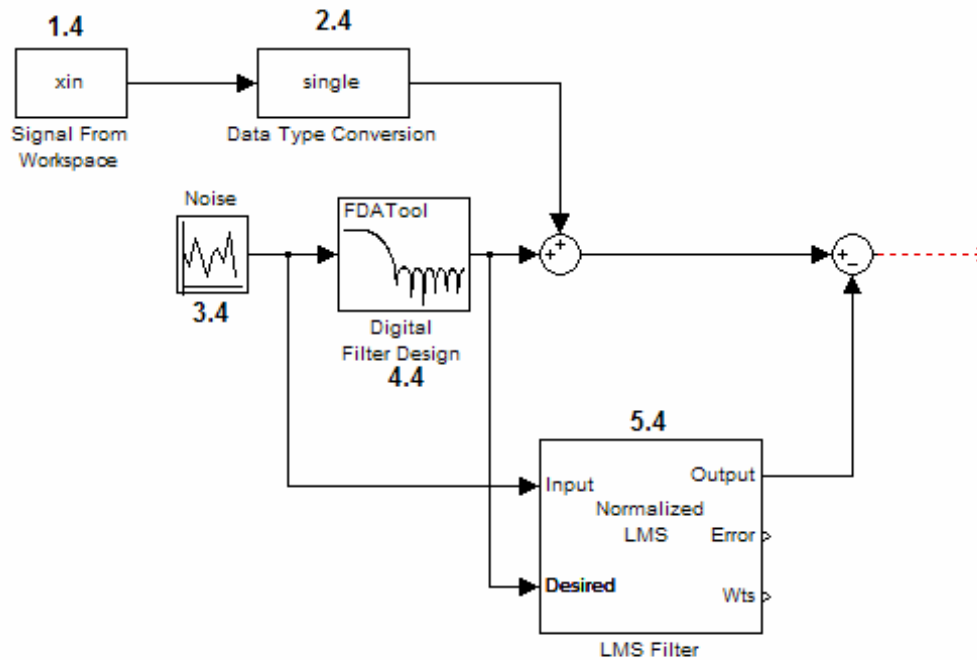 1.4
2.4
xin
single
Signal From
Workspace
Data Type Conversion
Noise
FDATool
3.4
Digital
Filter Design
4.4
+
+
+
−
5.4
Input
Output
Normalized
LMS
Error
Desired
Wts
LMS Filter